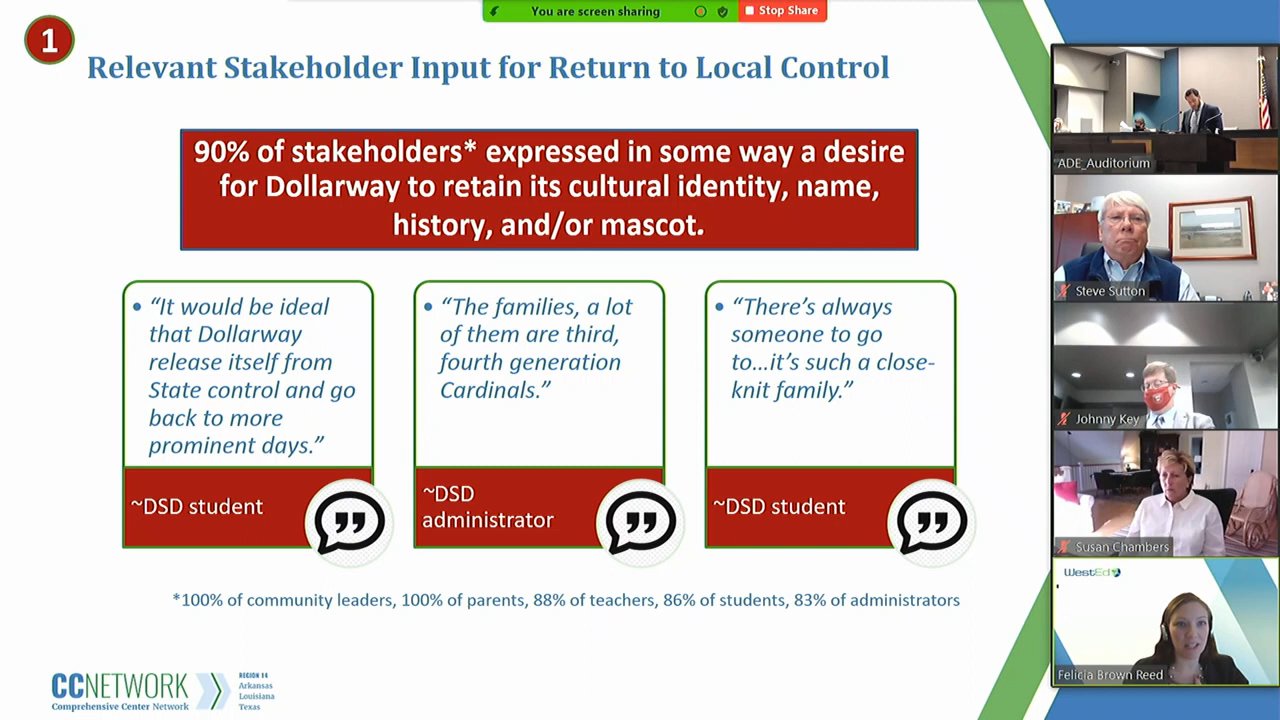 You are screen sharing
Stop Share
1
Relevant Stakeholder Input for Return to Local Control
90% of stakeholders* expressed in some way a desire
for Dollarway to retain its cultural identity, name,
history, and/or mascot.
• “It would be ideal
that Dollarway
release itself from
State control and go
back to more
prominent days.”
~DSD student
• “The families, a lot
of them are third,
fourth generation
Cardinals.”
~DSD
administrator
• “There’s always
someone to go
to…it’s such a close-
knit family.”
~DSD student
*100% of community leaders, 100% of parents, 88% of teachers, 86% of students, 83% of administrators
CCNETWORK
Comprehensive Center Network
REGION 14
Arkansas
Louisiana
Texas
ADE_Auditorium
Steve Sutton
Johnny Key
Susan Chambers
WestEd
Felicia Brown Reed